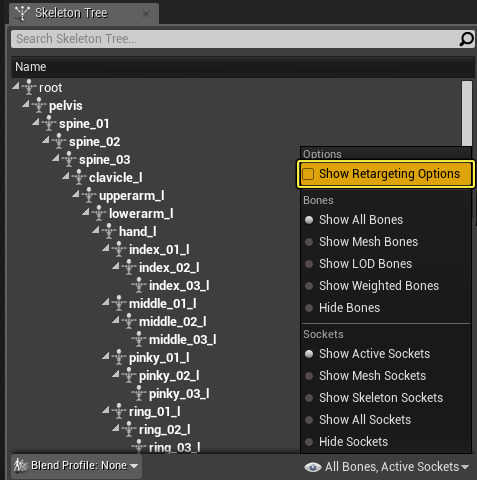 Skeleton Tree
Search Skeleton Tree...
Name
root
pelvis
spine_01
spine_02
spine_03
clavicle_l
upperarm_l
lowerarm_l
hand_l
index_01_l
index_02_l
index_03_l
middle_01_l
middle_02_l
middle_03_l
pinky_01_l
pinky_02_l
pinky_03_l
ring_01_l
ring_02_l
ring_03_l
Options
Show Retargeting Options
Bones
Show All Bones
Show Mesh Bones
Show LOD Bones
Show Weighted Bones
Hide Bones
Sockets
Show Active Sockets
Show Mesh Sockets
Show Skeleton Sockets
Show All Sockets
Hide Sockets
Blend Profile: None
All Bones, Active Sockets